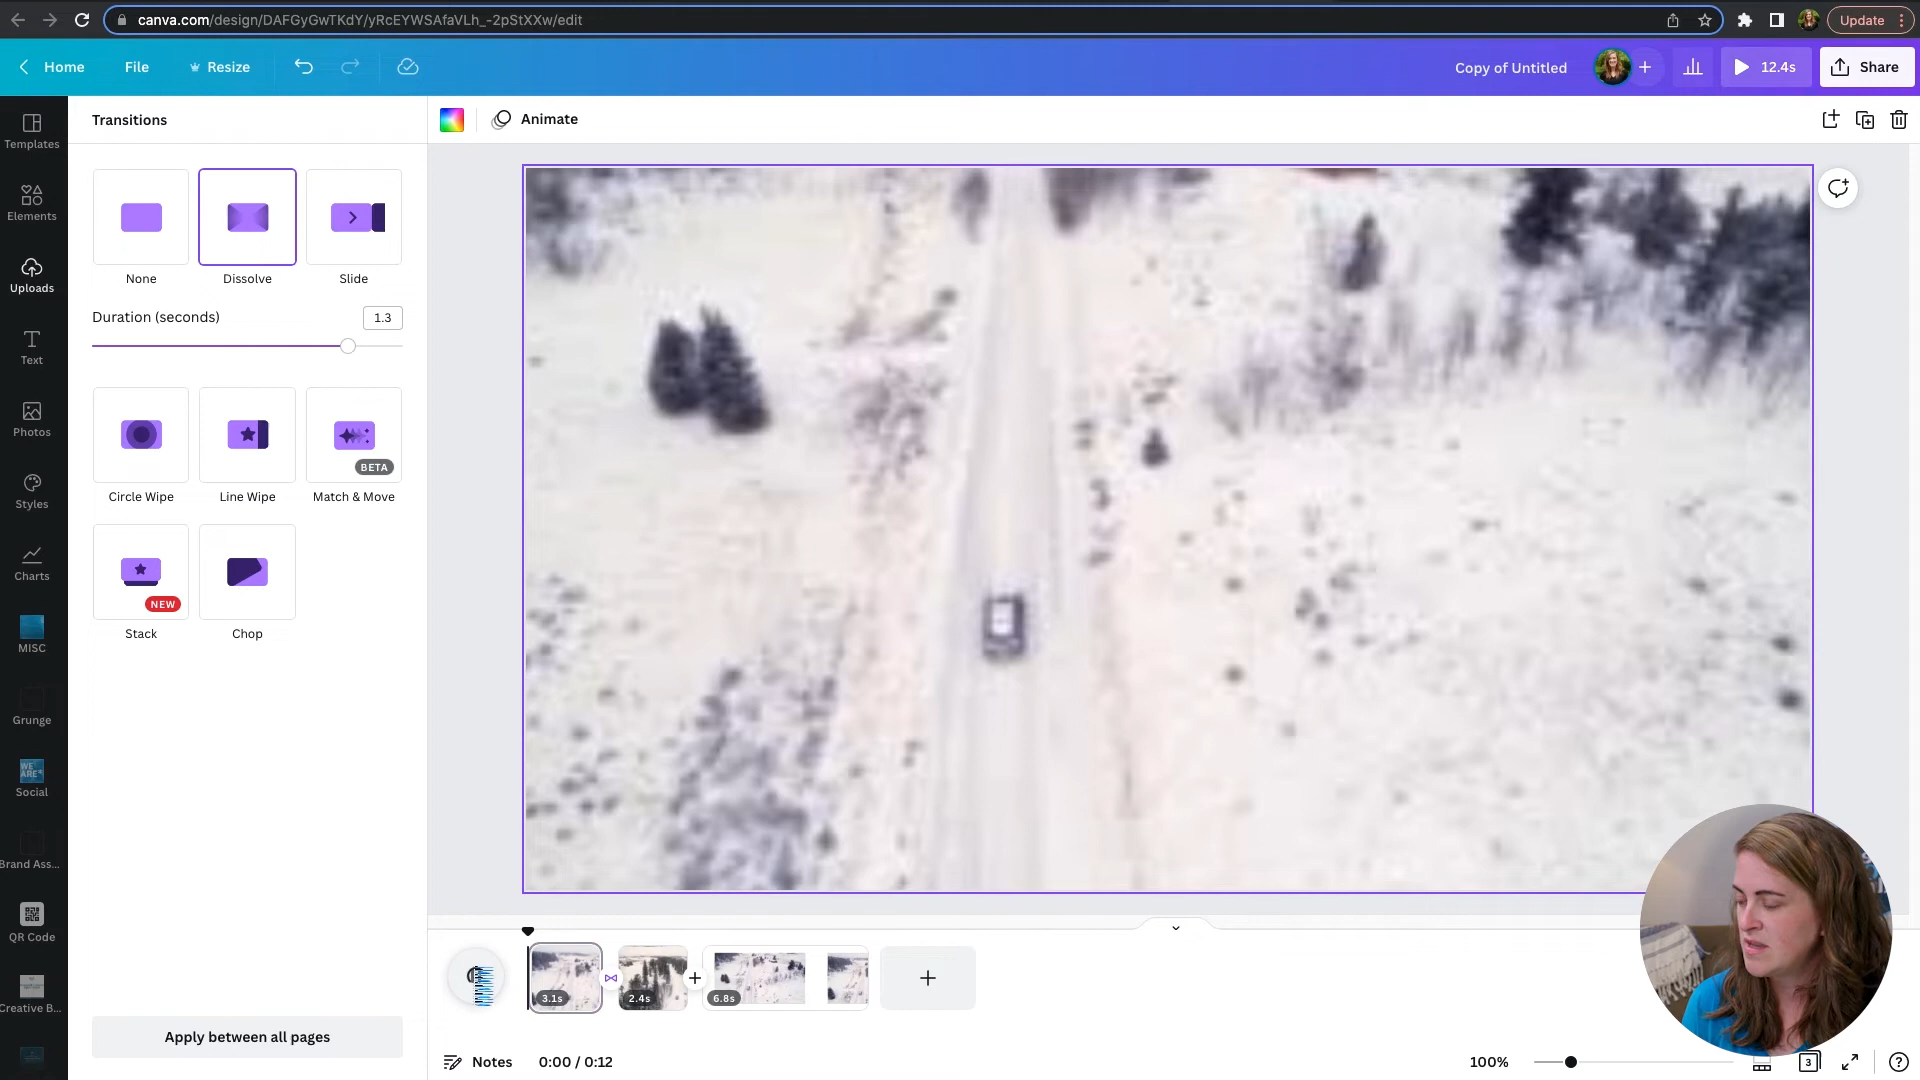 canva.com/design/DAFGyGwTKdY/yRcEYWSAfaVLh_-2pStXXw/edit
Update
Home
File
Resize
Copy of Untitled
12.4s
Share
Transitions
Animate
Templates
Elements
Uploads
Text
Photos
Styles
Charts
MISC
Grunge
WE ARE
Social
Brand Ass...
QR Code
Creative B...
None
Dissolve
Slide
Duration (seconds)
1.3
Circle Wipe
Line Wipe
BETA
Match & Move
NEW
Stack
Chop
Apply between all pages
3.1s
2.4s
6.8s
Notes
0:00 / 0:12
100%
3